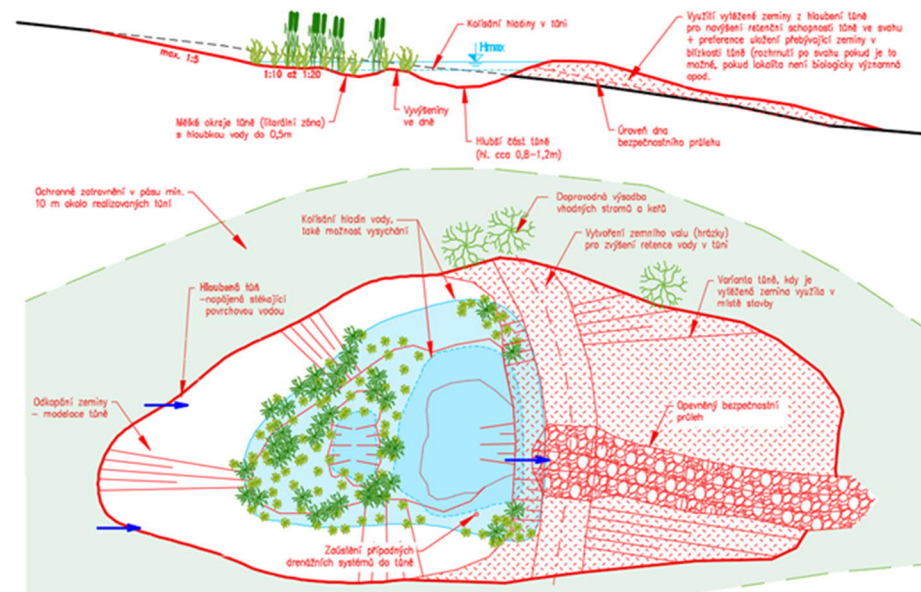 Kolísání hladiny v tůni
Hmax
max. 1:5
1:10 až 1:20
Mělké okraje tůně (litorální zóna)
s hloubkou vody do 0,5m
Vyvýšeniny
ve dně
Hlubší část tůně
(hl. cca 0,8-1,2m)
Úroveň dna
bezpečnostního průlehu
Využití vytěžené zeminy z hloubení tůně
pro navýšení retenční schopnosti tůně ve svahu
+ preference uložení přebývající zeminy v
blízkosti tůně (rozhrnutí po svahu pokud je to
možné, pokud lokalita není biologicky významná
apod.
Ochranné zatravnění v pásu min.
10 m okolo realizovaných tůní
Kolísání hladin vody,
také možnost vysychání
Doprovodná výsadba
vhodných stromů a keřů
Vytvoření zemního valu (hrázky)
pro zvýšení retence vody v tůni
Hloubená tůň
-napájená stékající
povrchovou vodou
Varianta tůně, kdy je
vytěžená zemina využita v
místě stavby
Odkopání zeminy
- modelace tůně
Opevněný bezpečnostní
průleh
Zaústění případných
drenážních systémů do tůně